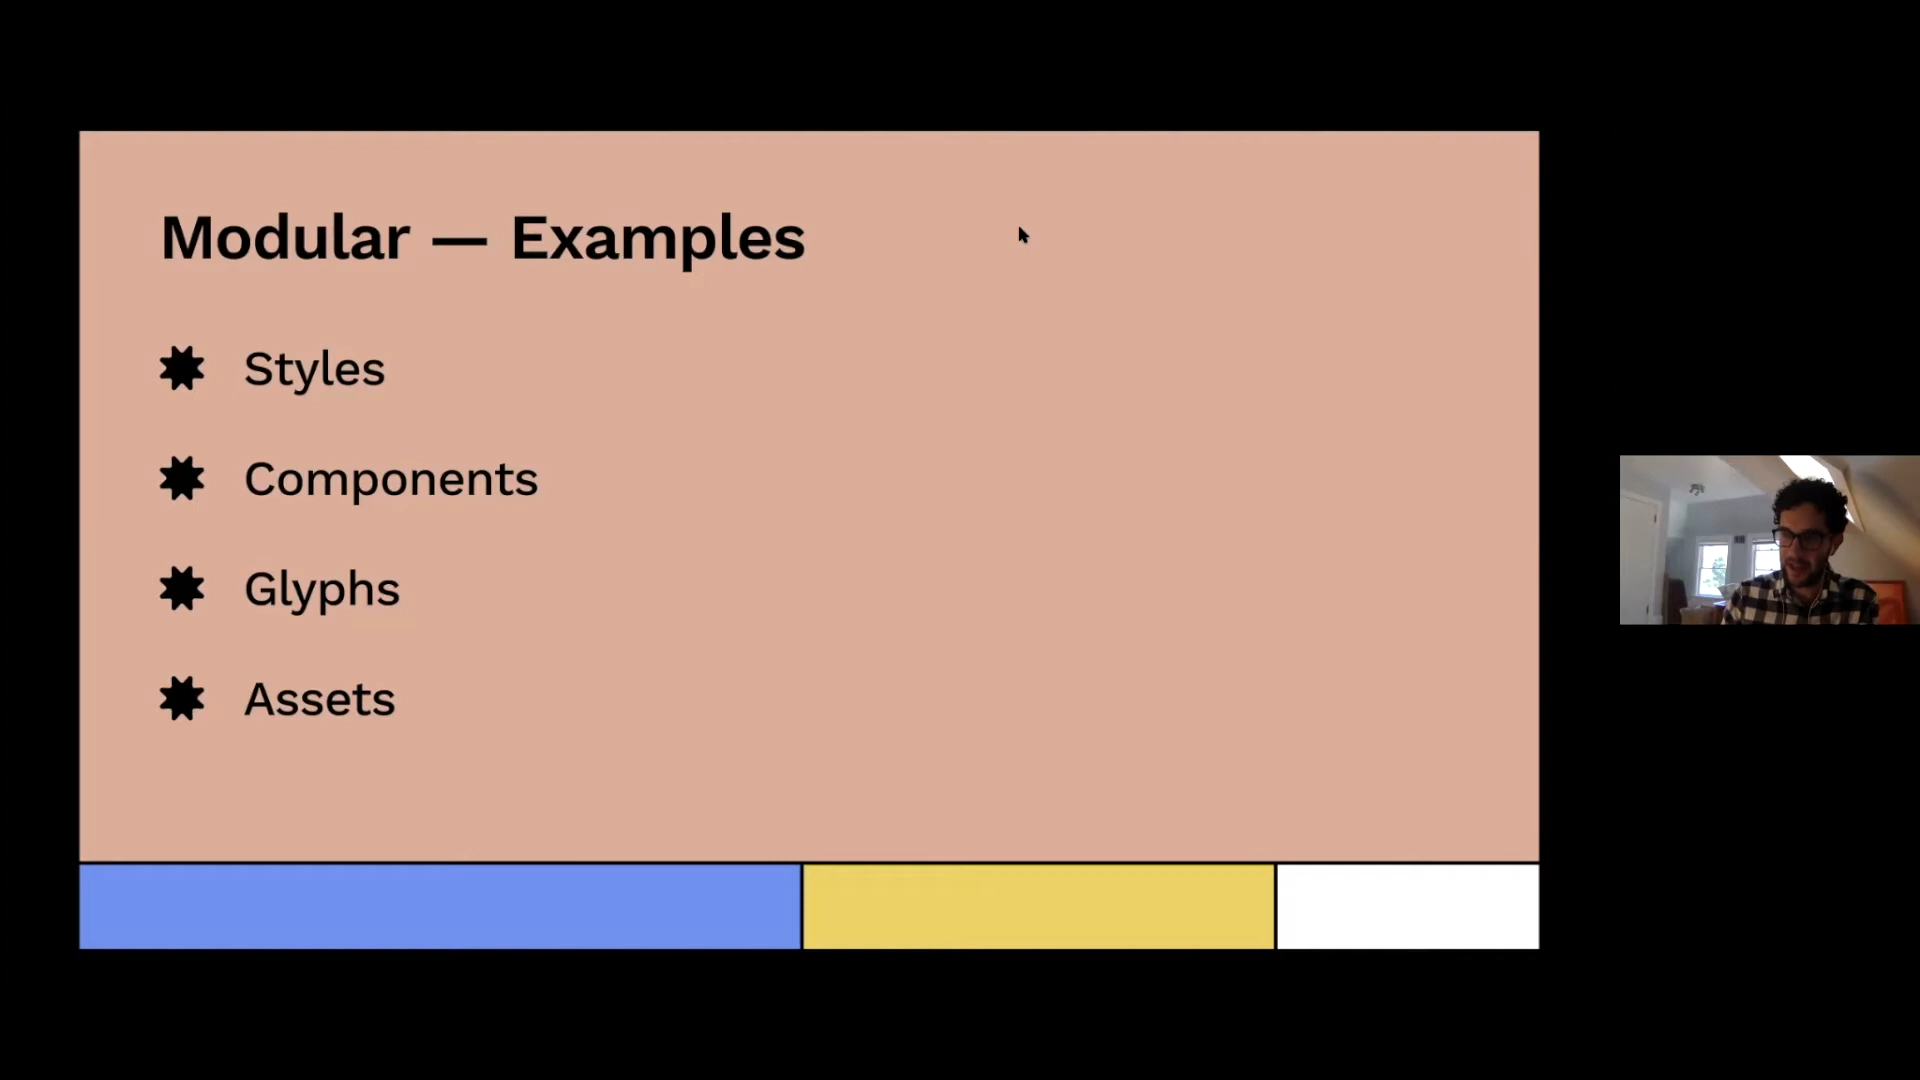 Modular — Examples
Styles
Components
Glyphs
Assets